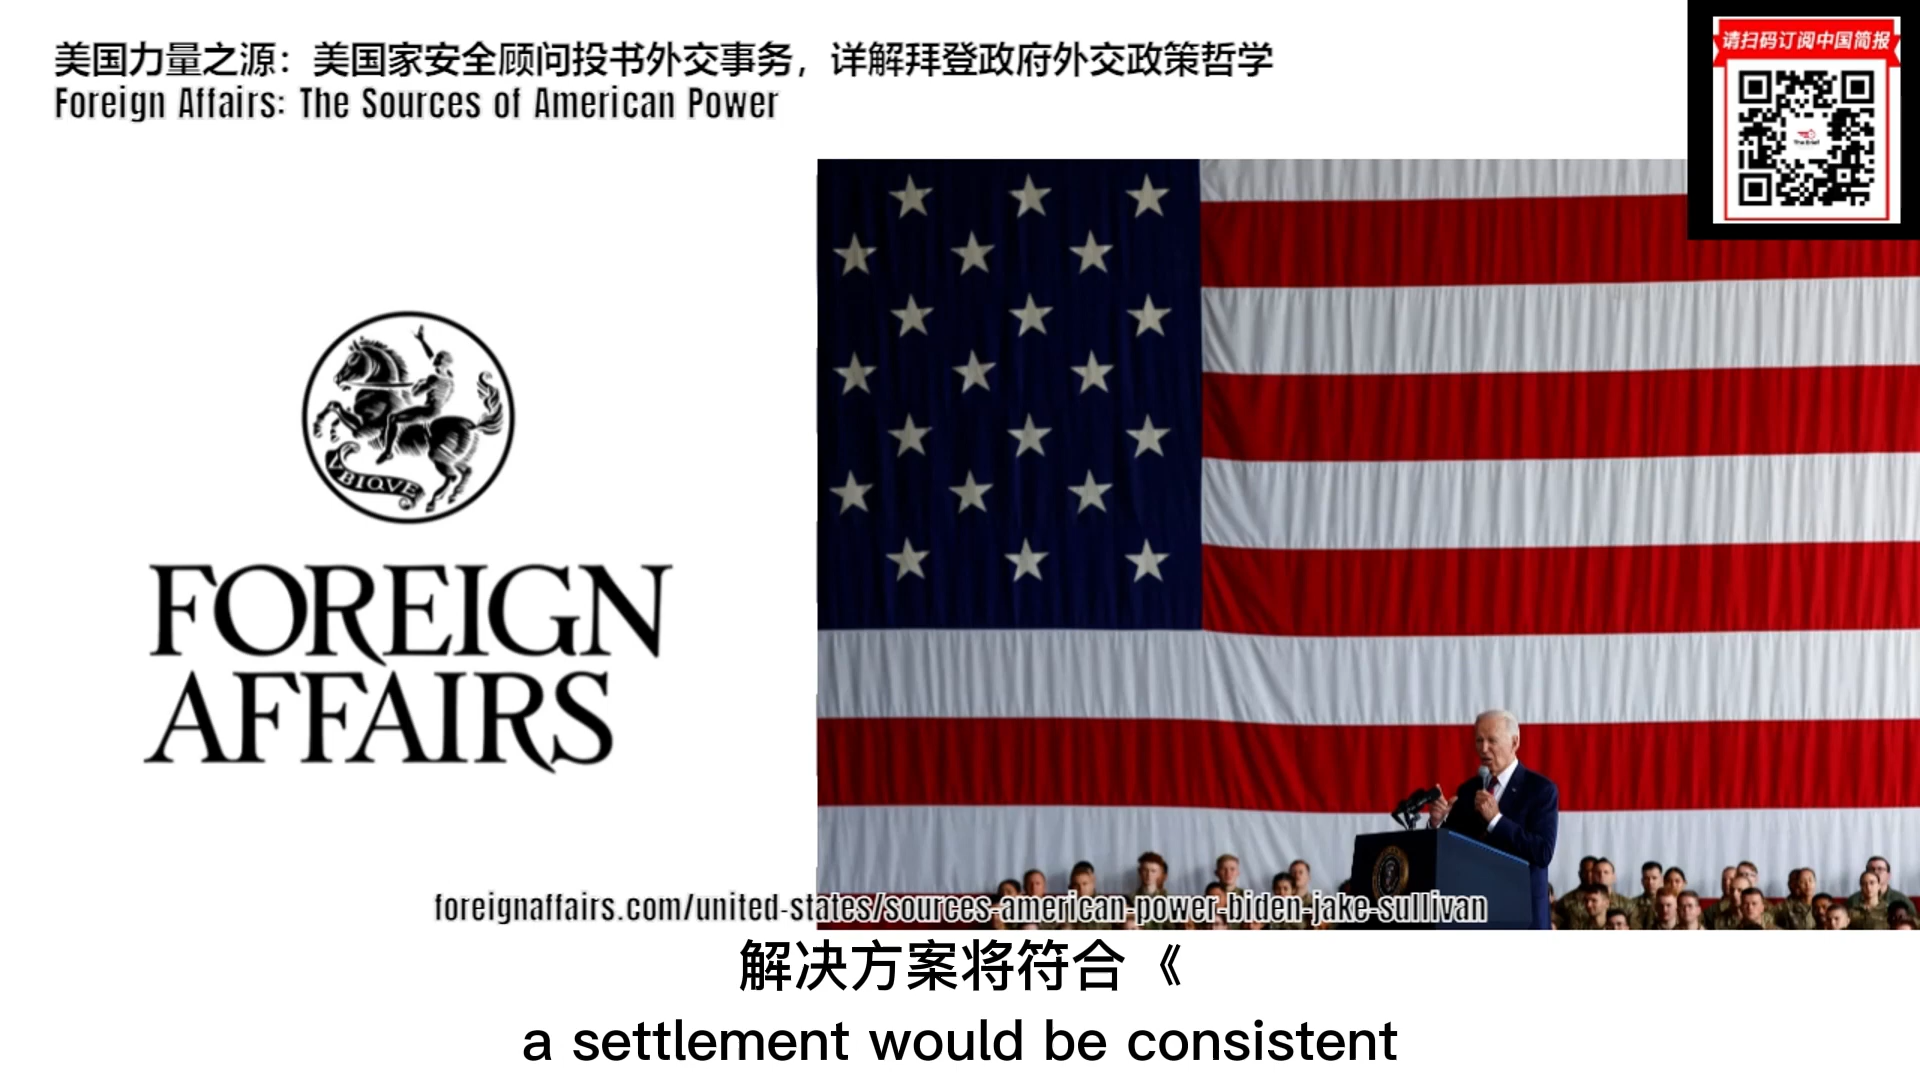 美国力量之源：美国家安全顾问投书外交事务，详解拜登政府外交政策哲学
Foreign Affairs: The Sources of American Power
请扫码订阅中国简报
VBIQVE
FOREIGN
AFFAIRS
foreignaffairs.com/united-states/sources-american-power-biden-jake-sullivan
解决方案将符合《
a settlement would be consistent